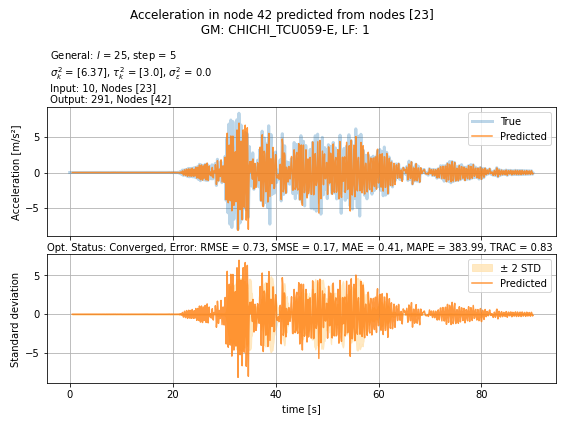 Acceleration in node 42 predicted from nodes [23]
GM: CHICHI_TCU059-E, LF: 1
General: l = 25, step = 5
σ²ₖ = [6.37], τ²ₖ = [3.0], σ²ₑ = 0.0
Input: 10, Nodes [23]
Output: 291, Nodes [42]
Acceleration [m/s²]
5
0
−5
True
Predicted
Opt. Status: Converged, Error: RMSE = 0.73, SMSE = 0.17, MAE = 0.41, MAPE = 383.99, TRAC = 0.83
Standard deviation
5
0
−5
± 2 STD
Predicted
0 20 40 60 80
time [s]